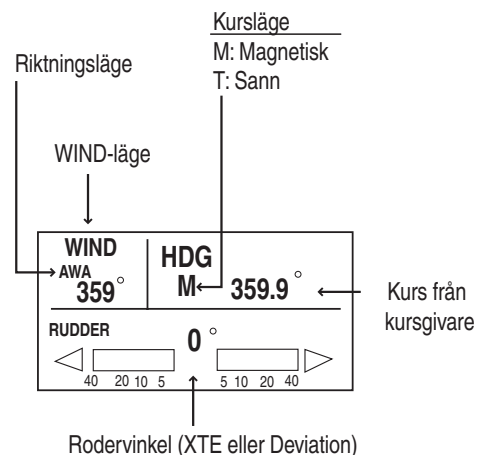 Kursläge
M: Magnetisk
T: Sann
Riktningsläge
WIND-läge
WIND
AWA
359°
HDG
M 359.9°
Kurs från
kursgivare
RUDDER
0°
40 20 10 5 5 10 20 40
Rodervinkel (XTE eller Deviation)